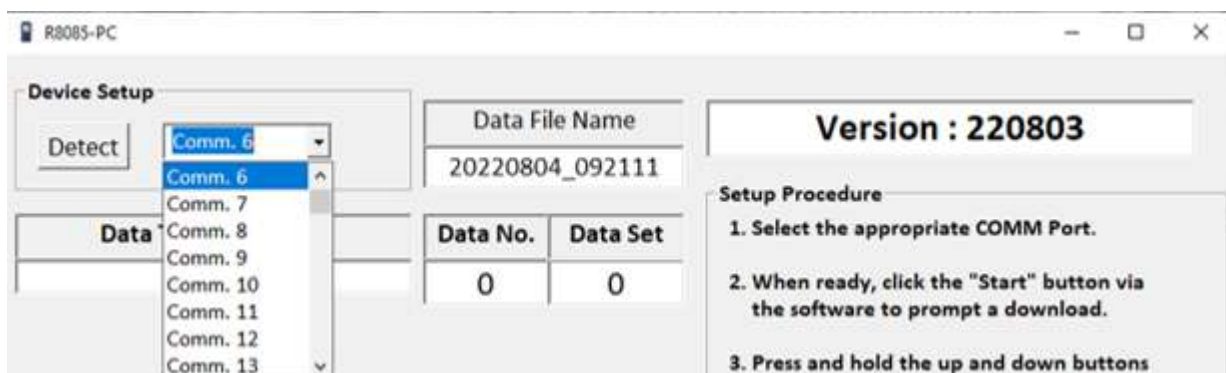 R8085-PC
Device Setup
Detect
Comm. 6
Comm. 6
Comm. 7
Comm. 8
Comm. 9
Comm. 10
Comm. 11
Comm. 12
Comm. 13
Data File Name
20220804_092111
Data
Data No.
Data Set
0
0
Version : 220803
Setup Procedure
1. Select the appropriate COMM Port.
2. When ready, click the "Start" button via
the software to prompt a download.
3. Press and hold the up and down buttons